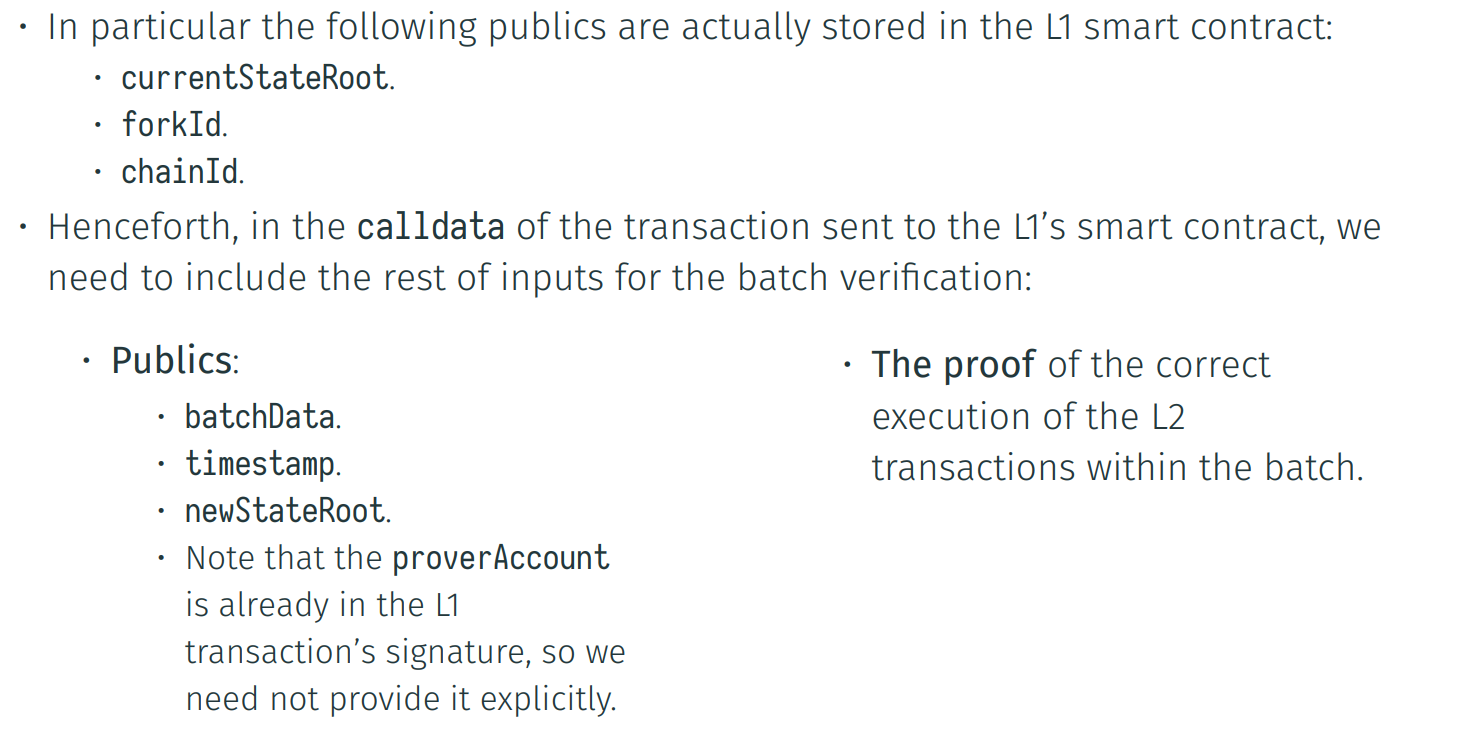 • In particular the following publics are actually stored in the L1 smart contract:
• currentStateRoot.
• forkId.
• chainId.
• Henceforth, in the calldata of the transaction sent to the L1’s smart contract, we
need to include the rest of inputs for the batch verification:
• Publics:
• batchData.
• timestamp.
• newStateRoot.
• Note that the proverAccount
is already in the L1
transaction’s signature, so we
need not provide it explicitly.
• The proof of the correct
execution of the L2
transactions within the batch.